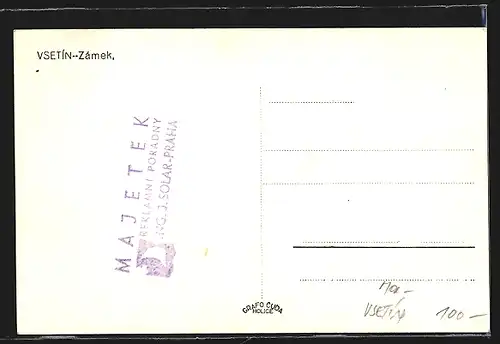 VSETÍN--Zámek.
MAJETEK
REKLAMNÍ PORADNY
ING. J. SOLAR-PRAHA
GRAFO ČUDA
HOLICE
VSETÍN 100-